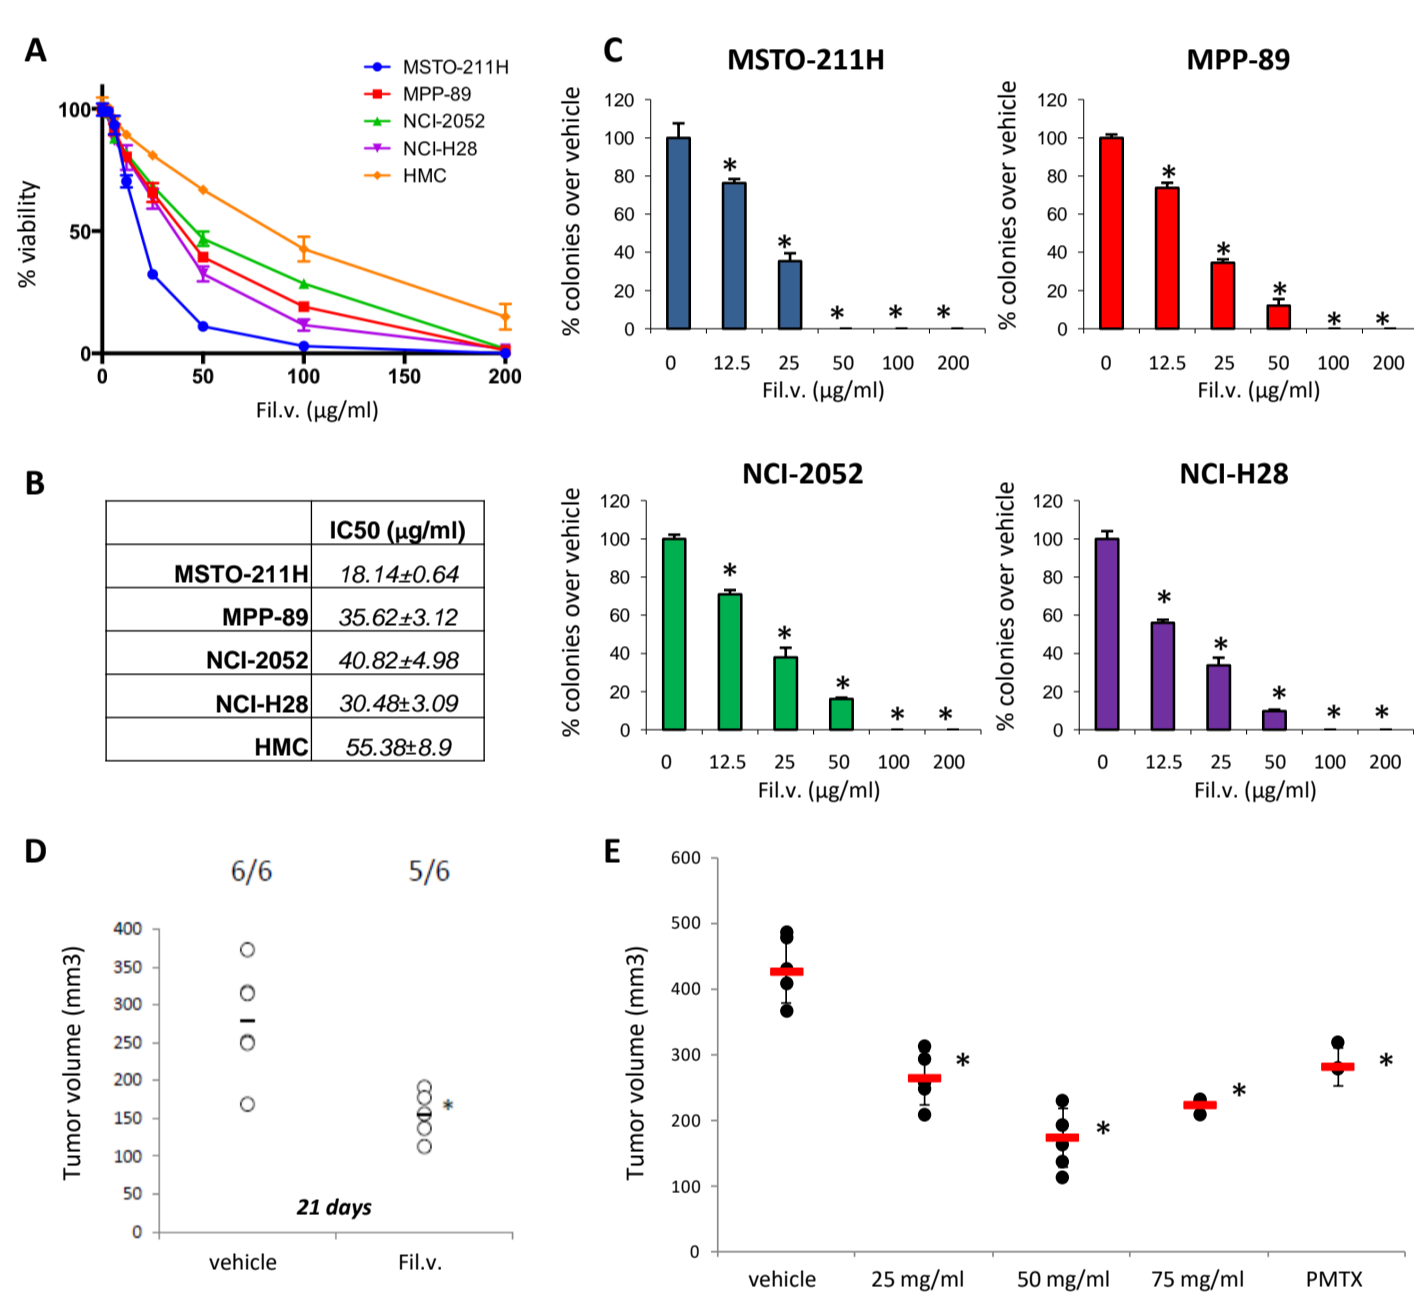 A
MSTO-211H
MPP-89
NCI-2052
NCI-H28
HMC
% viability
100
50
0
0 50 100 150 200
Fil.v. (µg/ml)
B
IC50 (µg/ml)
MSTO-211H 18.14±0.64
MPP-89 35.62±3.12
NCI-2052 40.82±4.98
NCI-H28 30.48±3.09
HMC 55.38±8.9
C
MSTO-211H
% colonies over vehicle
120
100
80
60
40
20
0
* * * * *
0 12.5 25 50 100 200
Fil.v. (µg/ml)
MPP-89
% colonies over vehicle
120
100
80
60
40
20
0
* * * * *
0 12.5 25 50 100 200
Fil.v. (µg/ml)
NCI-2052
% colonies over vehicle
120
100
80
60
40
20
0
* * * * *
0 12.5 25 50 100 200
Fil.v. (µg/ml)
NCI-H28
% colonies over vehicle
120
100
80
60
40
20
0
* * * * *
0 12.5 25 50 100 200
Fil.v. (µg/ml)
D
6/6 5/6
Tumor volume (mm3)
400
350
300
250
200
150
100
50
0
*
21 days
vehicle Fil.v.
E
Tumor volume (mm3)
600
500
400
300
200
100
0
* * * *
vehicle 25 mg/ml 50 mg/ml 75 mg/ml PMTX